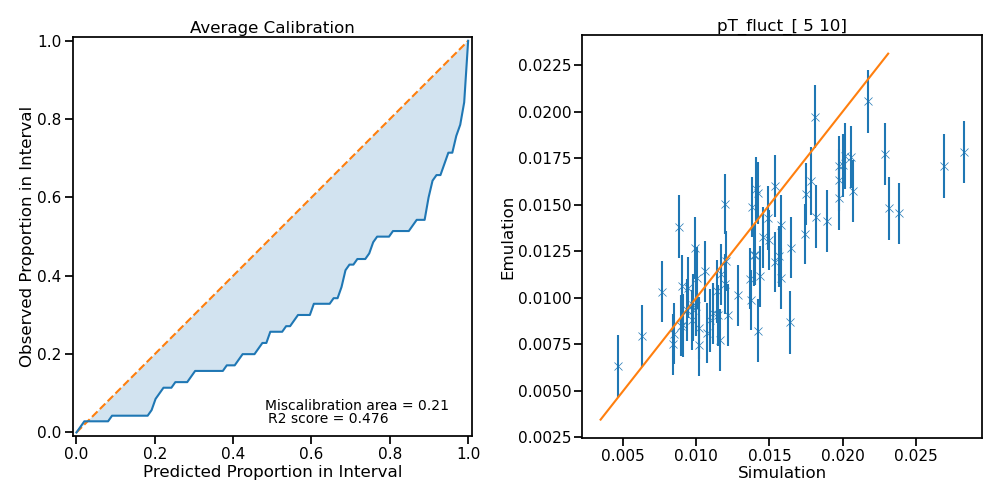 Average Calibration
1.0
0.8
0.6
0.4
0.2
0.0
Observed Proportion in Interval
Miscalibration area = 0.21
R2 score = 0.476
0.0 0.2 0.4 0.6 0.8 1.0
Predicted Proportion in Interval
pT_fluct_[ 5 10]
0.0225
0.0200
0.0175
0.0150
0.0125
0.0100
0.0075
0.0050
0.0025
Emulation
0.005 0.010 0.015 0.020 0.025
Simulation